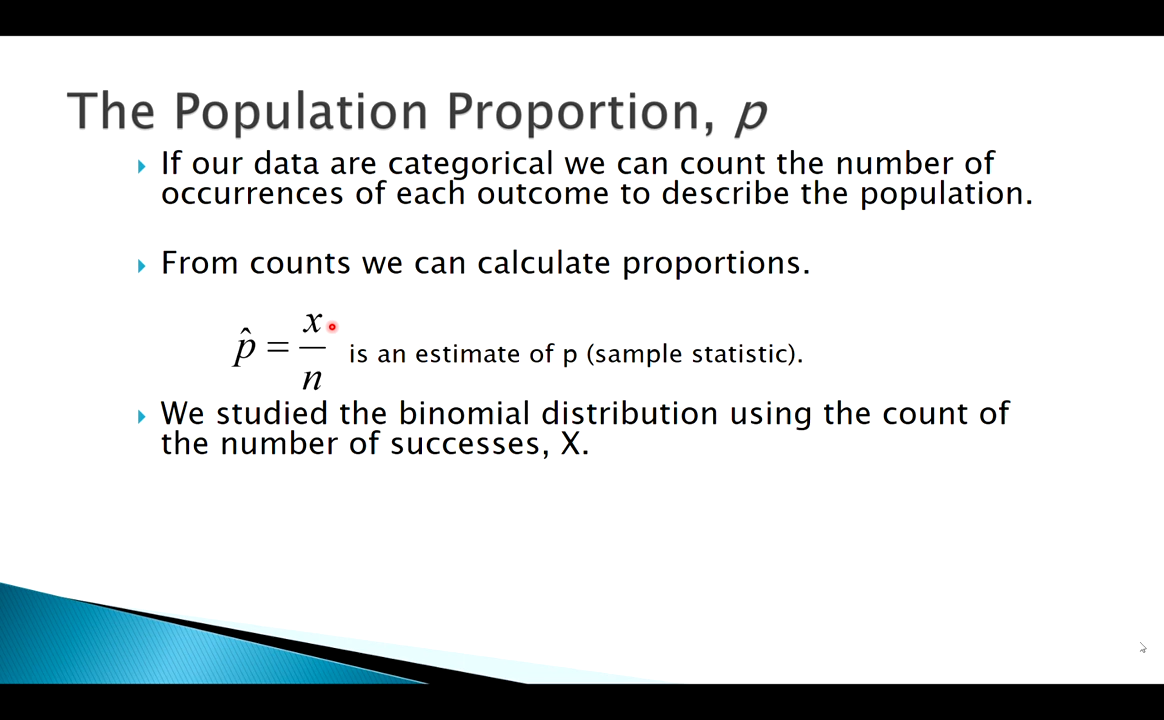 The Population Proportion, p
If our data are categorical we can count the number of
occurrences of each outcome to describe the population.
From counts we can calculate proportions.
p̂ = x/n is an estimate of p (sample statistic).
We studied the binomial distribution using the count of
the number of successes, X.